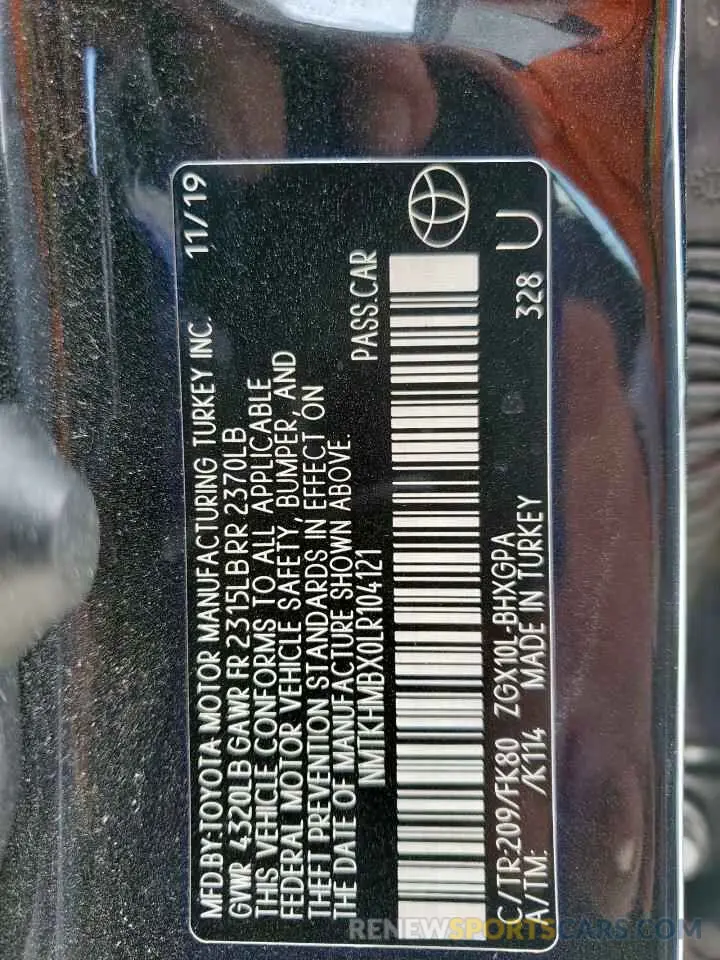 MFD.BY:TOYOTA MOTOR MANUFACTURING TURKEY INC. 11/19
GVWR 4320LB GAWR FR 2315LB RR 2370LB
THIS VEHICLE CONFORMS TO ALL APPLICABLE
FEDERAL MOTOR VEHICLE SAFETY, BUMPER, AND
THEFT PREVENTION STANDARDS IN EFFECT ON
THE DATE OF MANUFACTURE SHOWN ABOVE.
NMTKHMBX0LR104121 PASS.CAR
C/TR:209/FK80 ZGX10L-BHXGPA 328 U
A/TM: /K114 MADE IN TURKEY
RENEWSPORTSCARS.COM